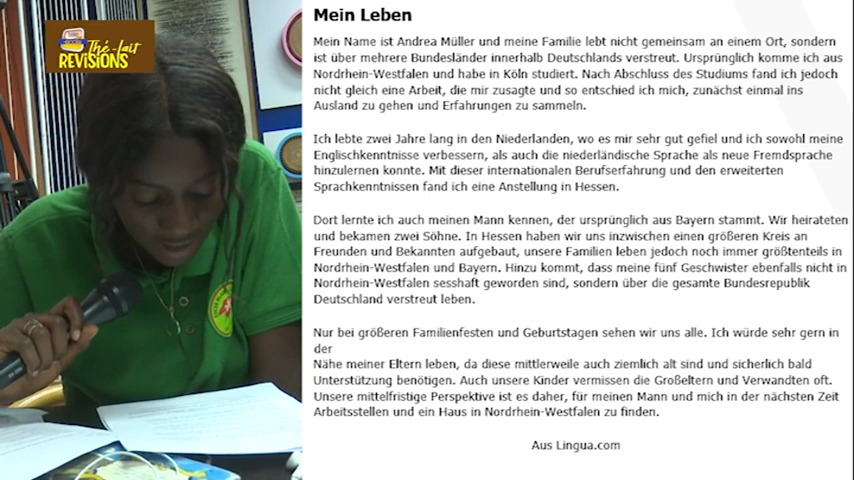 Thé-lait
REVISIONS
Mein Leben
Mein Name ist Andrea Müller und meine Familie lebt nicht gemeinsam an einem Ort, sondern
ist über mehrere Bundesländer innerhalb Deutschlands verstreut. Ursprünglich komme ich aus
Nordrhein-Westfalen und habe in Köln studiert. Nach Abschluss des Studiums fand ich jedoch
nicht gleich eine Arbeit, die mir zusagte und so entschied ich mich, zunächst einmal ins
Ausland zu gehen und Erfahrungen zu sammeln.
Ich lebte zwei Jahre lang in den Niederlanden, wo es mir sehr gut gefiel und ich sowohl meine
Englischkenntnisse verbessern, als auch die niederländische Sprache als neue Fremdsprache
hinzulernen konnte. Mit dieser internationalen Berufserfahrung und den erweiterten
Sprachkenntnissen fand ich eine Anstellung in Hessen.
Dort lernte ich auch meinen Mann kennen, der ursprünglich aus Bayern stammt. Wir heirateten
und bekamen zwei Söhne. In Hessen haben wir uns inzwischen einen größeren Kreis an
Freunden und Bekannten aufgebaut, unsere Familien leben jedoch noch immer größtenteils in
Nordrhein-Westfalen und Bayern. Hinzu kommt, dass meine fünf Geschwister ebenfalls nicht in
Nordrhein-Westfalen sesshaft geworden sind, sondern über die gesamte Bundesrepublik
Deutschland verstreut leben.
Nur bei größeren Familienfesten und Geburtstagen sehen wir uns alle. Ich würde sehr gern in
der
Nähe meiner Eltern leben, da diese mittlerweile auch ziemlich alt sind und sicherlich bald
Unterstützung benötigen. Auch unsere Kinder vermissen die Großeltern und Verwandten oft.
Unsere mittelfristige Perspektive ist es daher, für meinen Mann und mich in der nächsten Zeit
Arbeitsstellen und ein Haus in Nordrhein-Westfalen zu finden.
Aus Lingua.com